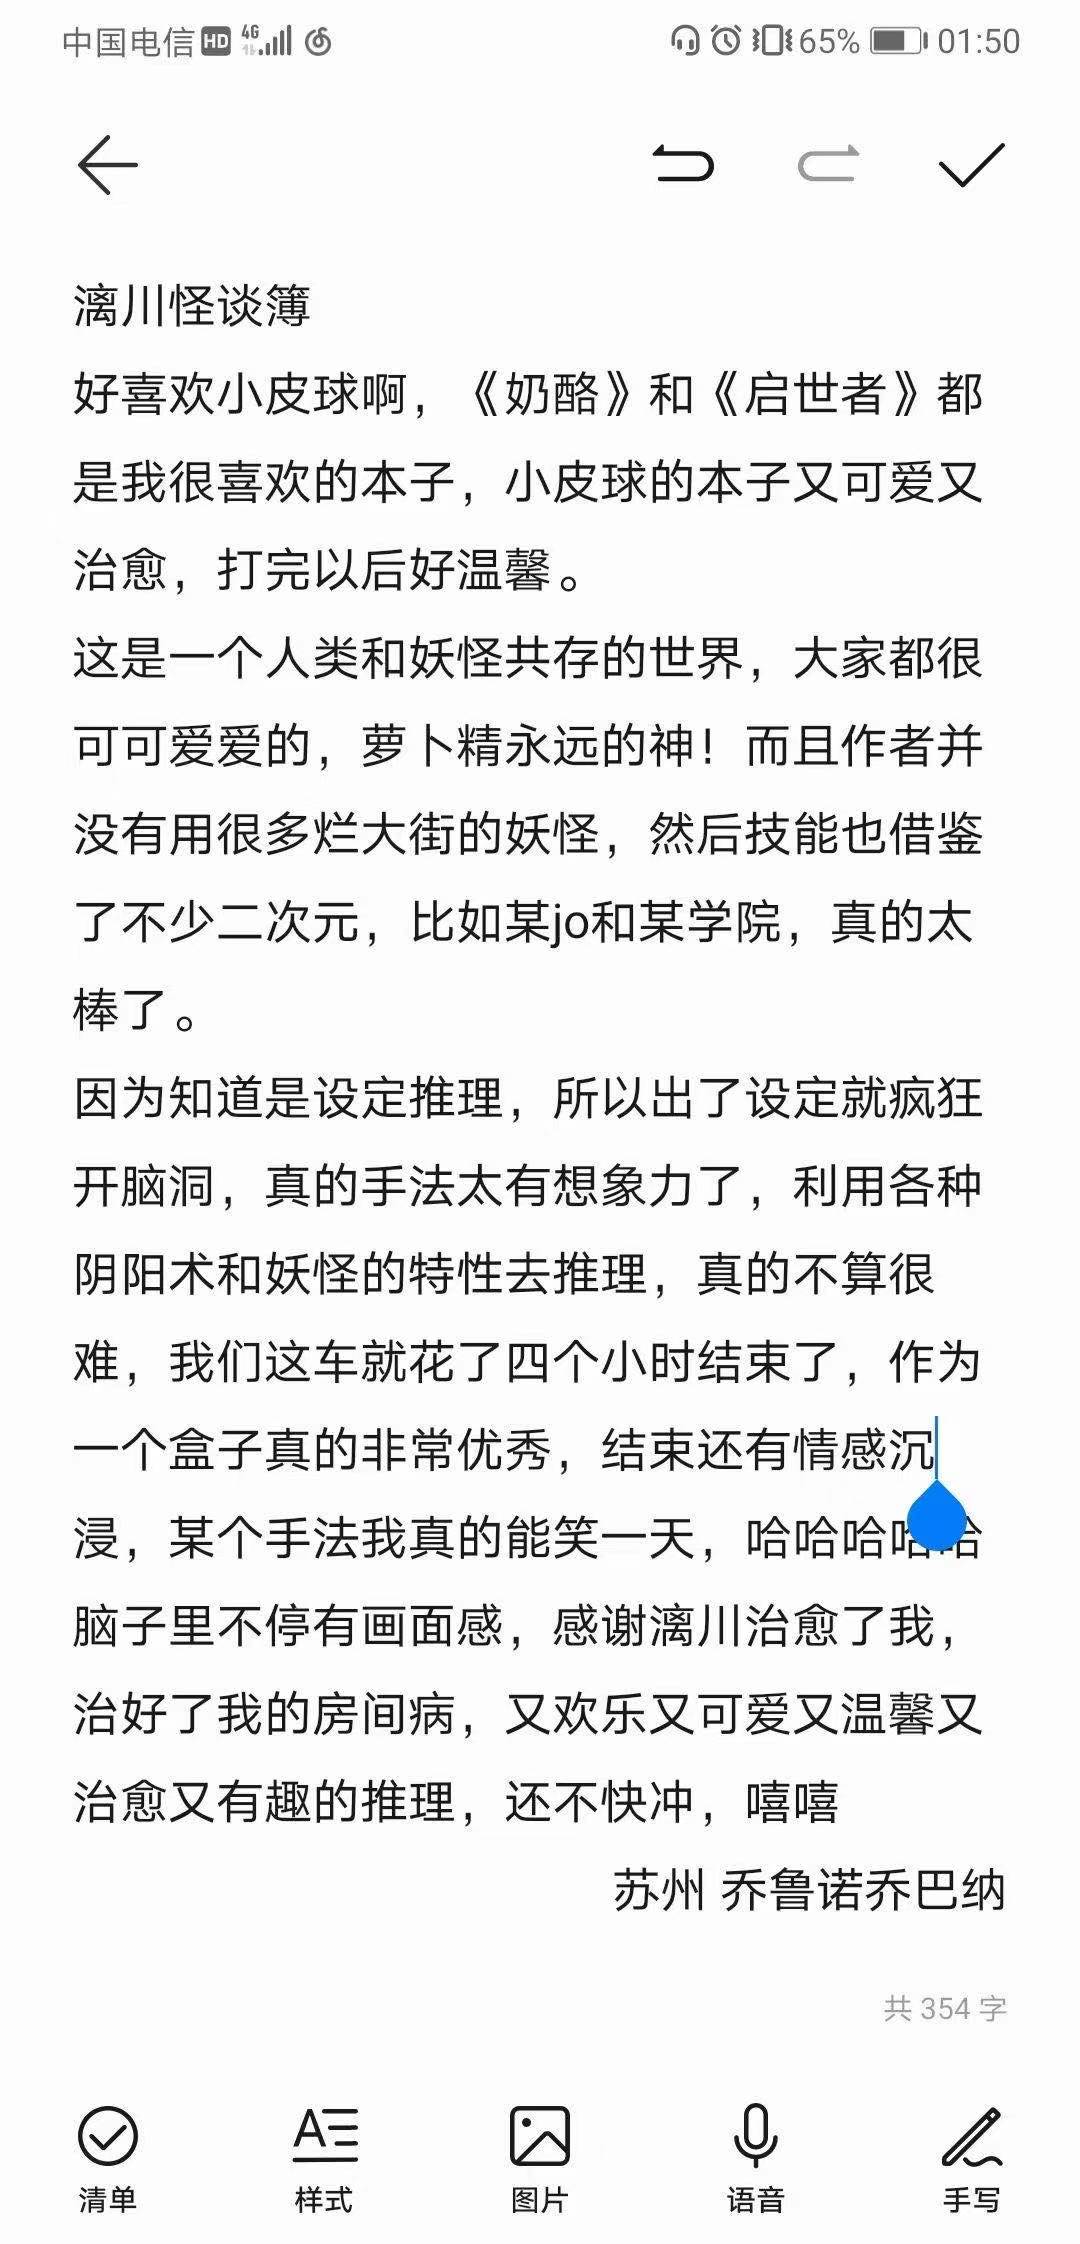 中国电信 HD 4G 65% 01:50
漓川怪谈簿
好喜欢小皮球啊，《奶酪》和《启世者》都
是我很喜欢的本子，小皮球的本子又可爱又
治愈，打完以后好温馨。
这是一个人类和妖怪共存的世界，大家都很
可可爱爱的，萝卜精永远的神！而且作者并
没有用很多烂大街的妖怪，然后技能也借鉴
了不少二次元，比如某jo和某学院，真的太
棒了。
因为知道是设定推理，所以出了设定就疯狂
开脑洞，真的手法太有想象力了，利用各种
阴阳术和妖怪的特性去推理，真的不算很
难，我们这车就花了四个小时结束了，作为
一个盒子真的非常优秀，结束还有情感沉
浸，某个手法我真的能笑一天，哈哈哈哈哈
脑子里不停有画面感，感谢漓川治愈了我，
治好了我的房间病，又欢乐又可爱又温馨又
治愈又有趣的推理，还不快冲，嘻嘻
苏州 乔鲁诺乔巴纳
共 354 字
清单 样式 图片 语音 手写